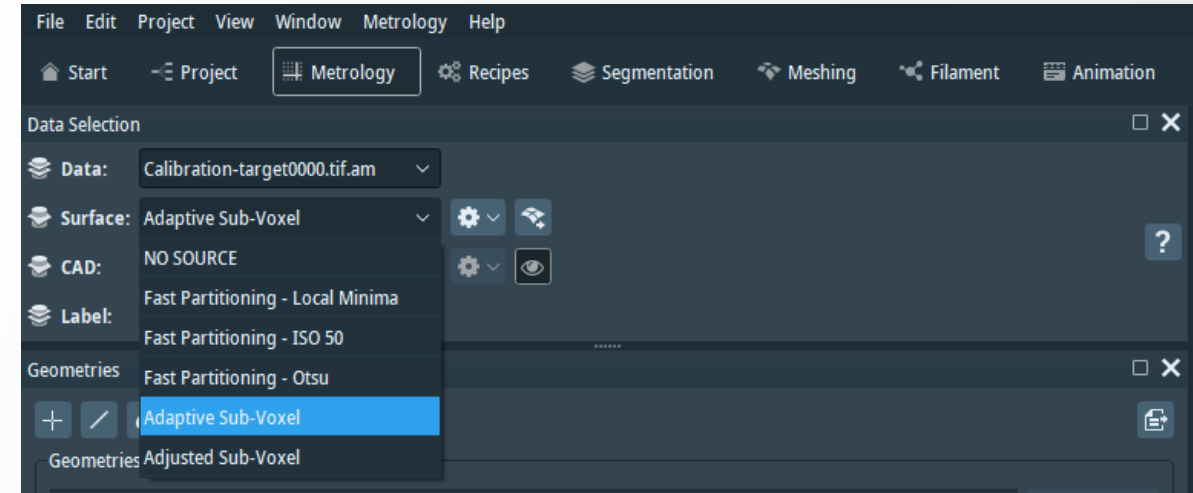 File Edit Project View Window Metrology Help
Start Project Metrology Recipes Segmentation Meshing Filament Animation
Data Selection
Data: Calibration-target0000.tif.am
Surface: Adaptive Sub-Voxel
NO SOURCE
CAD:
Fast Partitioning - Local Minima
Label:
Fast Partitioning - ISO 50
Geometries
Fast Partitioning - Otsu
Adaptive Sub-Voxel
Geometries
Adjusted Sub-Voxel
?